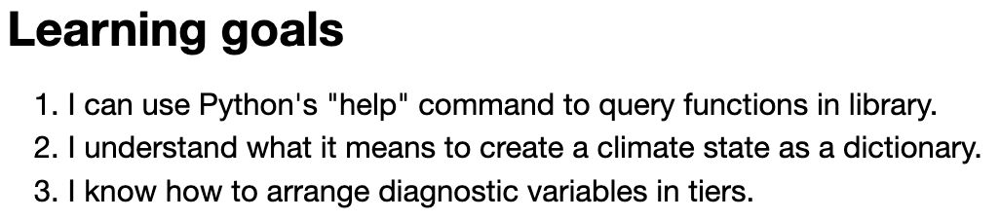 Learning goals
1. I can use Python's "help" command to query functions in library.
2. I understand what it means to create a climate state as a dictionary.
3. I know how to arrange diagnostic variables in tiers.